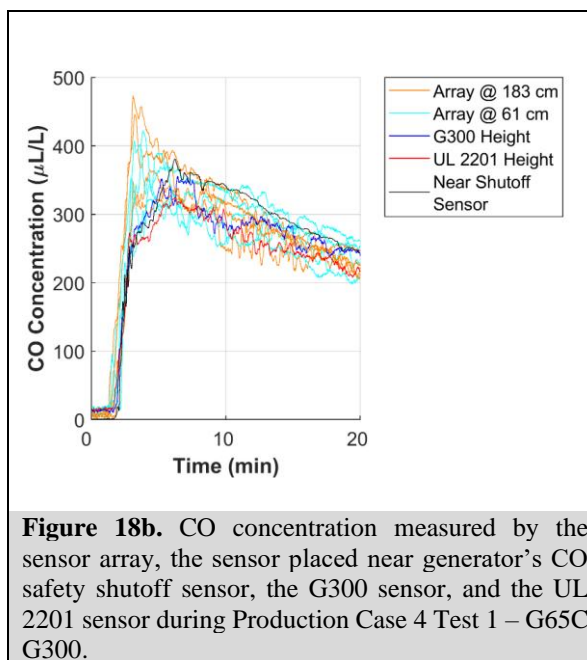 500
400
300
200
100
0
CO Concentration (µL/L)
0 10 20
Time (min)
Array @ 183 cm
Array @ 61 cm
G300 Height
UL 2201 Height
Near Shutoff
Sensor
Figure 18b. CO concentration measured by the
sensor array, the sensor placed near generator’s CO
safety shutoff sensor, the G300 sensor, and the UL
2201 sensor during Production Case 4 Test 1 – G65C
G300.